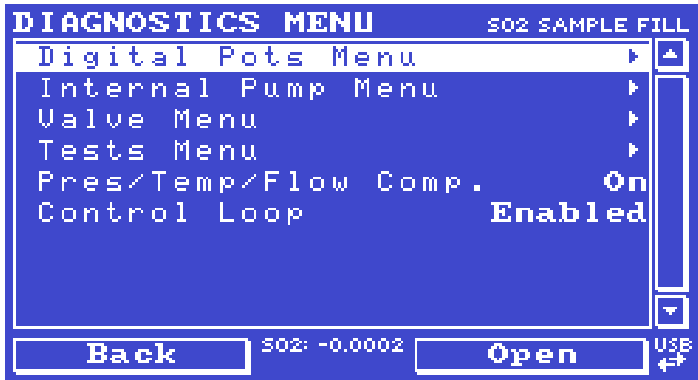 DIAGNOSTICS MENU SO2 SAMPLE FILL
Digital Pots Menu
Internal Pump Menu
Valve Menu
Tests Menu
Pres/Temp/Flow Comp. On
Control Loop Enabled
Back SO2: -0.0002 Open USB